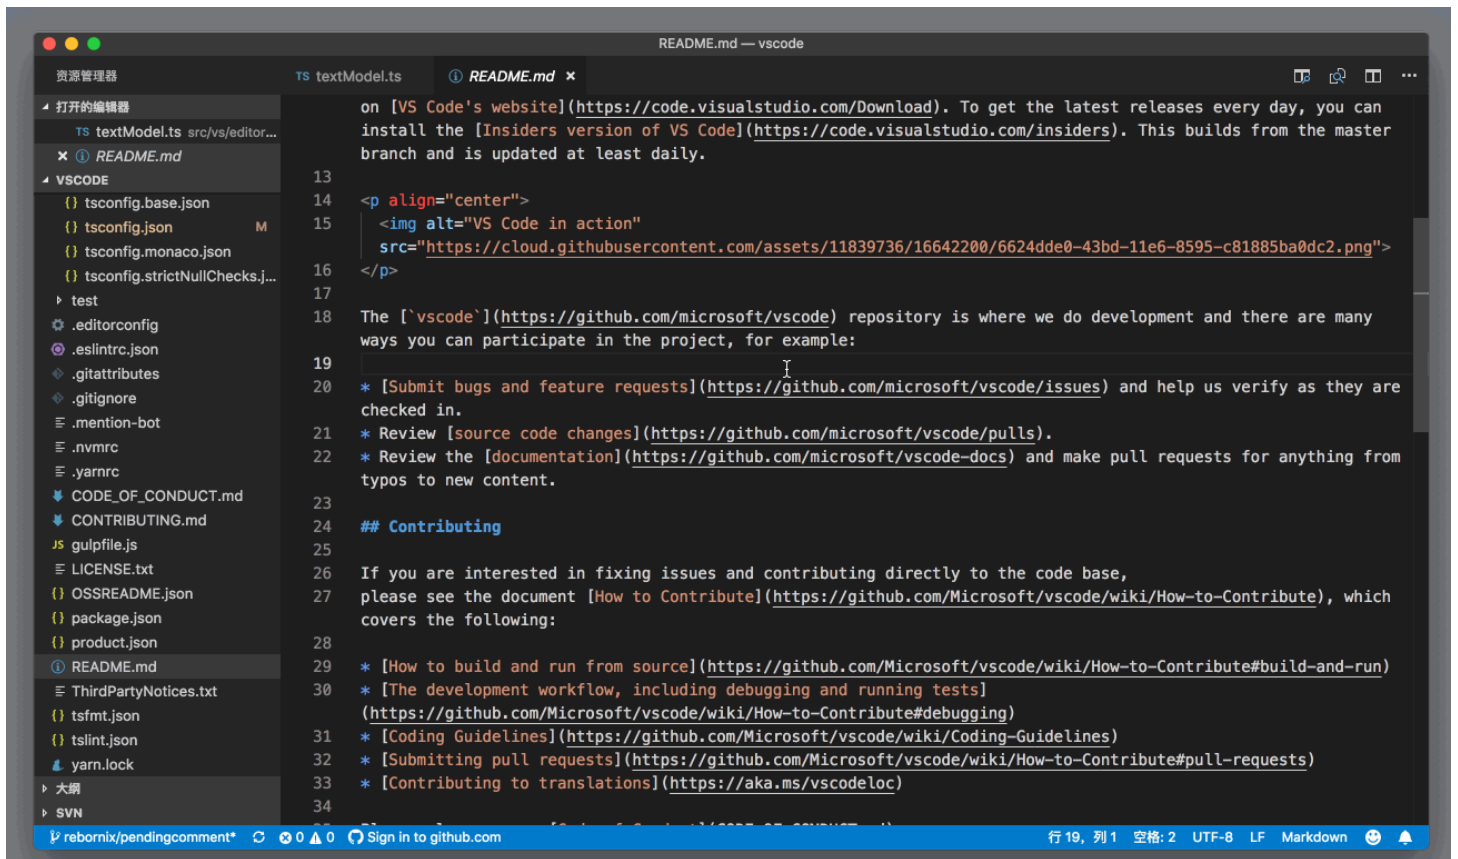 README.md — vscode
资源管理器
TS textModel.ts
README.md ×
打开的编辑器
TS textModel.ts src/vs/editor...
× README.md
VSCODE
{} tsconfig.base.json
{} tsconfig.json M
{} tsconfig.monaco.json
{} tsconfig.strictNullChecks.j...
test
.editorconfig
.eslintrc.json
.gitattributes
.gitignore
.mention-bot
.nvmrc
.yarnrc
CODE_OF_CONDUCT.md
CONTRIBUTING.md
JS gulpfile.js
LICENSE.txt
{} OSSREADME.json
{} package.json
{} product.json
README.md
ThirdPartyNotices.txt
{} tsfmt.json
{} tslint.json
yarn.lock
大纲
SVN
on [VS Code's website](https://code.visualstudio.com/Download). To get the latest releases every day, you can
install the [Insiders version of VS Code](https://code.visualstudio.com/insiders). This builds from the master
branch and is updated at least daily.
13
14 <p align="center">
15 <img alt="VS Code in action"
src="https://cloud.githubusercontent.com/assets/11839736/16642200/6624dde0-43bd-11e6-8595-c81885ba0dc2.png">
16 </p>
17
18 The [`vscode`](https://github.com/microsoft/vscode) repository is where we do development and there are many
ways you can participate in the project, for example:
19
20 * [Submit bugs and feature requests](https://github.com/microsoft/vscode/issues) and help us verify as they are
checked in.
21 * Review [source code changes](https://github.com/microsoft/vscode/pulls).
22 * Review the [documentation](https://github.com/microsoft/vscode-docs) and make pull requests for anything from
typos to new content.
23
24 ## Contributing
25
26 If you are interested in fixing issues and contributing directly to the code base,
27 please see the document [How to Contribute](https://github.com/Microsoft/vscode/wiki/How-to-Contribute), which
covers the following:
28
29 * [How to build and run from source](https://github.com/Microsoft/vscode/wiki/How-to-Contribute#build-and-run)
30 * [The development workflow, including debugging and running tests]
(https://github.com/Microsoft/vscode/wiki/How-to-Contribute#debugging)
31 * [Coding Guidelines](https://github.com/Microsoft/vscode/wiki/Coding-Guidelines)
32 * [Submitting pull requests](https://github.com/Microsoft/vscode/wiki/How-to-Contribute#pull-requests)
33 * [Contributing to translations](https://aka.ms/vscodeloc)
34
rebornix/pendingcomment* 0 0 Sign in to github.com
行 19，列 1 空格: 2 UTF-8 LF Markdown